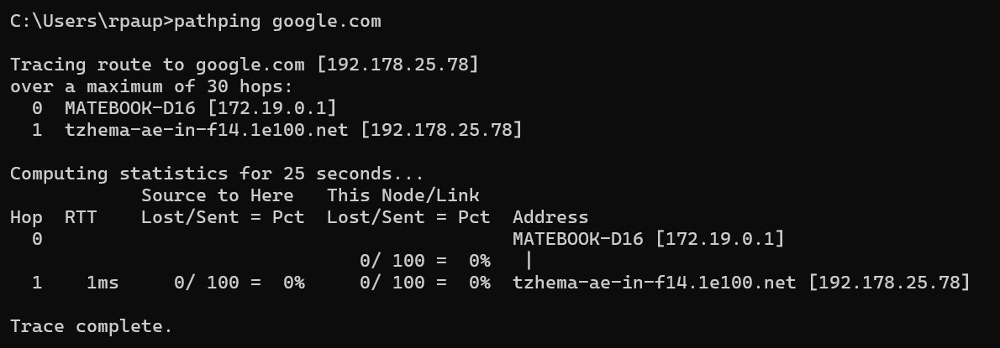 C:\Users\rpaup>pathping google.com
Tracing route to google.com [192.178.25.78]
over a maximum of 30 hops:
  0  MATEBOOK-D16 [172.19.0.1]
  1  tzhema-ae-in-f14.1e100.net [192.178.25.78]
Computing statistics for 25 seconds...
            Source to Here   This Node/Link
Hop  RTT    Lost/Sent = Pct  Lost/Sent = Pct  Address
  0                                           MATEBOOK-D16 [172.19.0.1]
                                0/ 100 =  0%   |
  1    1ms     0/ 100 =  0%     0/ 100 =  0%  tzhema-ae-in-f14.1e100.net [192.178.25.78]
Trace complete.